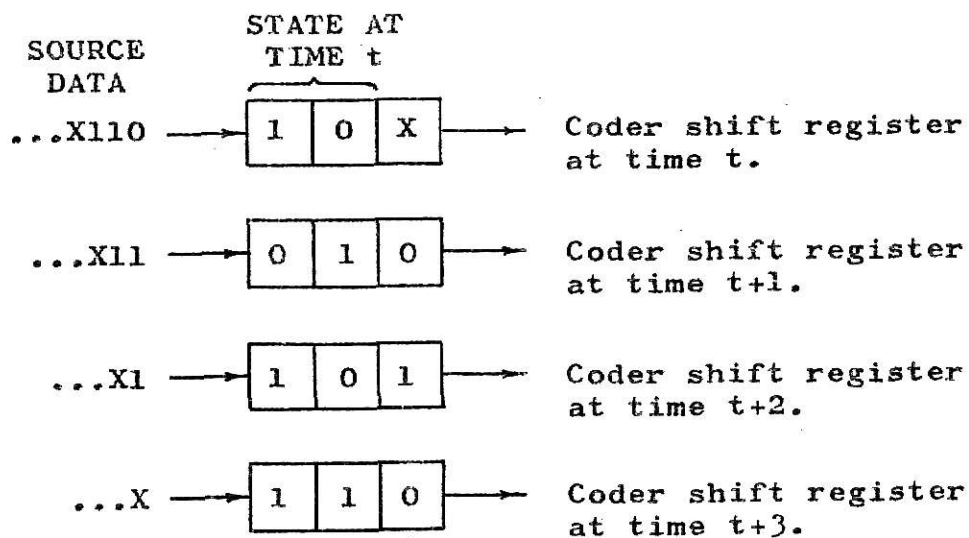 STATE AT
TIME t
SOURCE
DATA
...X110 1 0 X Coder shift register
at time t.
...X11 0 1 0 Coder shift register
at time t+1.
...X1 1 0 1 Coder shift register
at time t+2.
...X 1 1 0 Coder shift register
at time t+3.